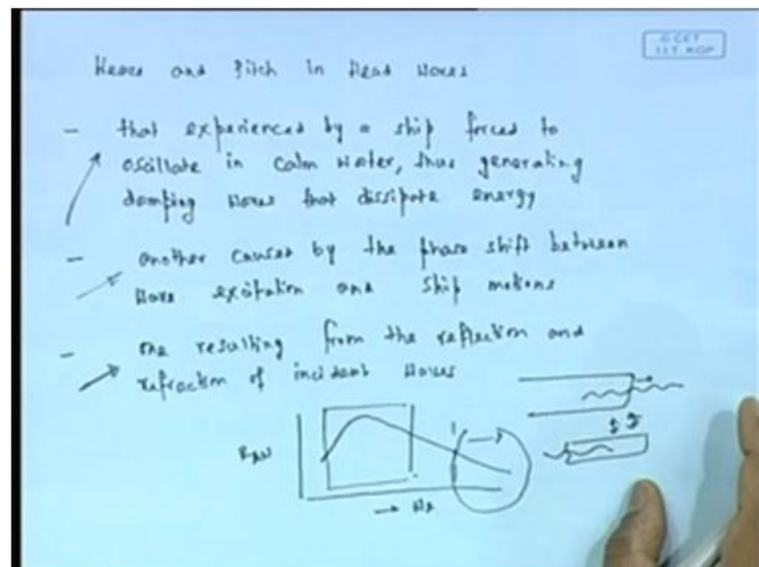 © CET
I.I.T. KGP
Heave and Pitch in Head Waves
- that experienced by a ship forced to
oscillate in calm water, thus generating
damping waves that dissipate energy
- another caused by the phase shift between
wave excitation and ship motions
- one resulting from the reflection and
refraction of incident waves
RAW